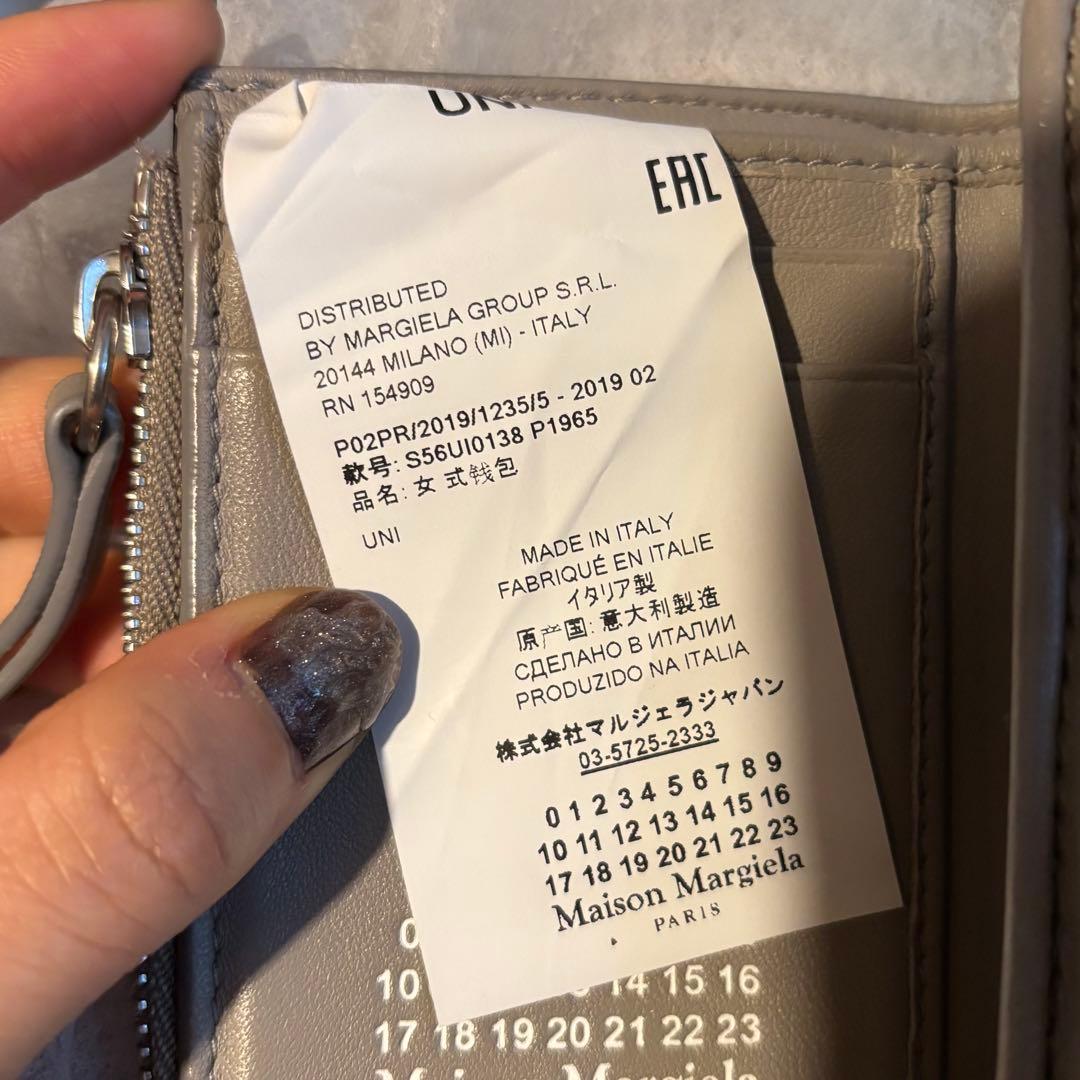 UNI
EAC
DISTRIBUTED
BY MARGIELA GROUP S.R.L.
20144 MILANO (MI) - ITALY
RN 154909
P02PR/2019/1235/5 - 2019 02
款号: S56UI0138 P1965
品名: 女 式钱包
UNI
MADE IN ITALY
FABRIQUÉ EN ITALIE
イタリア製
原产国: 意大利製造
СДЕЛАНО В ИТАЛИИ
PRODUZIDO NA ITALIA
株式会社マルジェラジャパン
03-5725-2333
0 1 2 3 4 5 6 7 8 9
10 11 12 13 14 15 16
17 18 19 20 21 22 23
Maison Margiela
PARIS
0
10 14 15 16
17 18 19 20 21 22 23
Maison Margiela